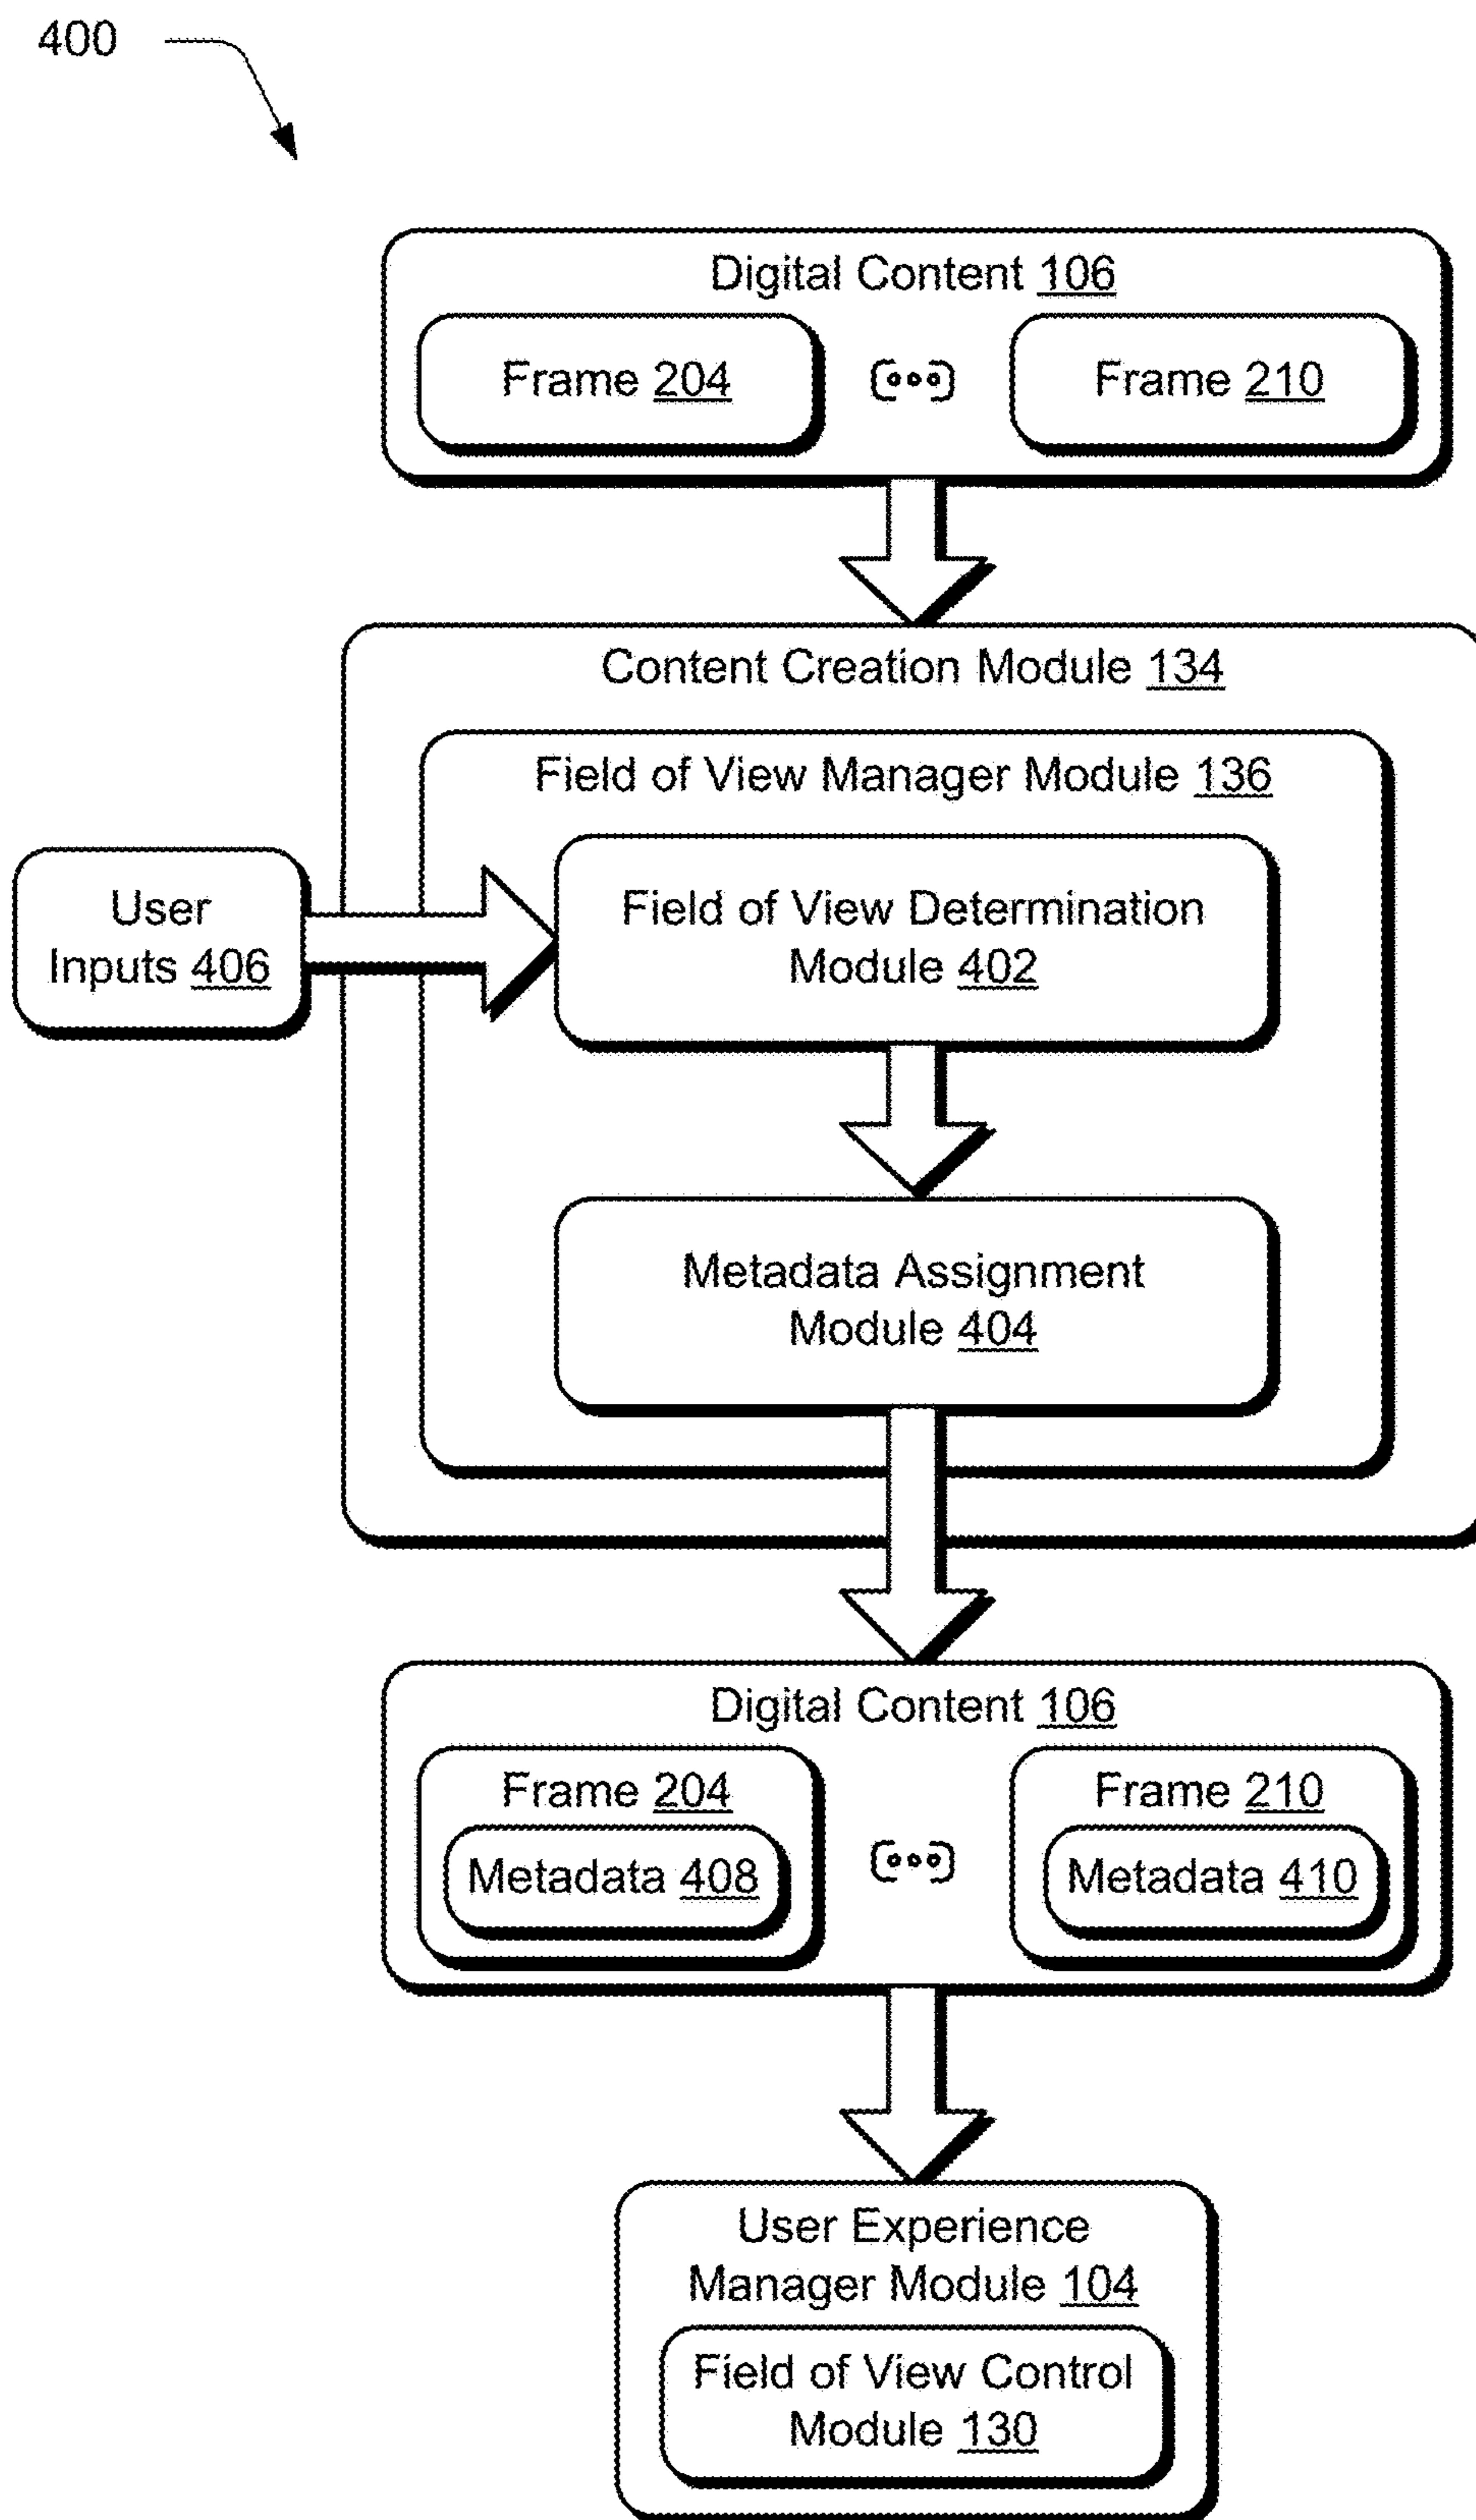 400
Digital Content 106
Frame 204
Frame 210
Content Creation Module 134
Field of View Manager Module 136
User
Inputs 406
Field of View Determination
Module 402
Metadata Assignment
Module 404
Digital Content 106
Frame 204
Frame 210
Metadata 408
Metadata 410
User Experience
Manager Module 104
Field of View Control
Module 130